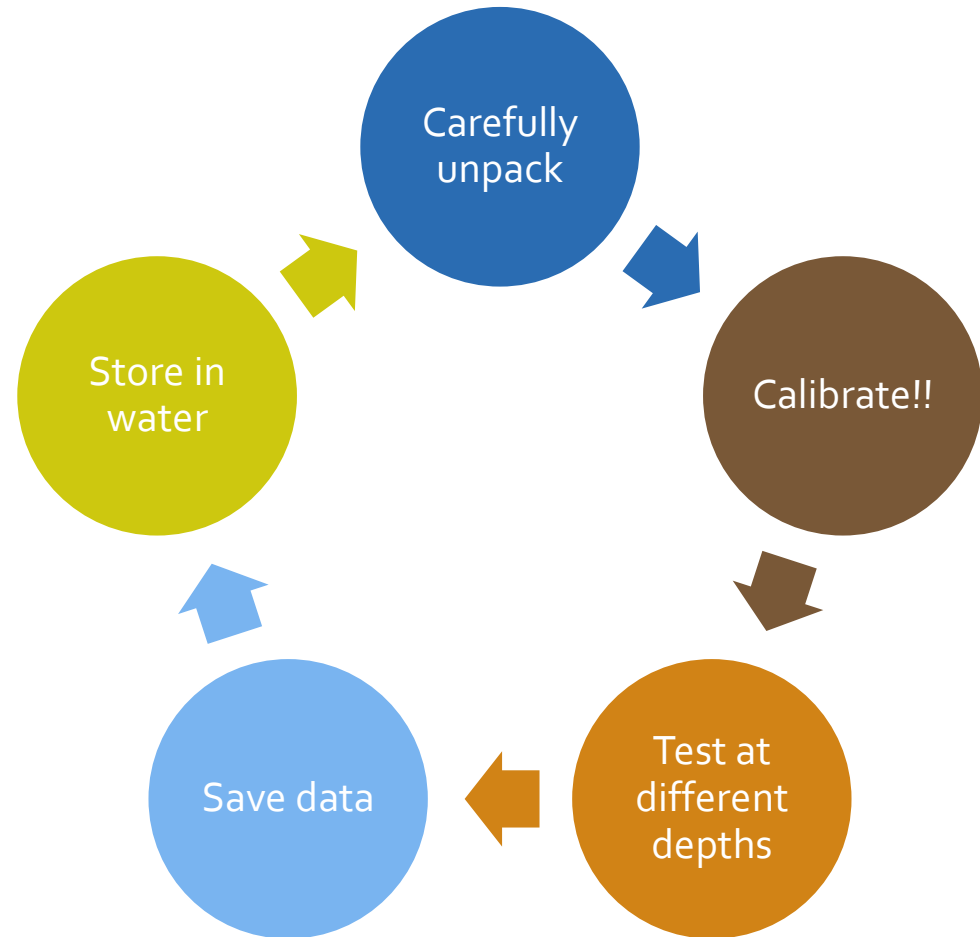 Carefully
unpack
Calibrate!!
Test at
different
depths
Save data
Store in
water